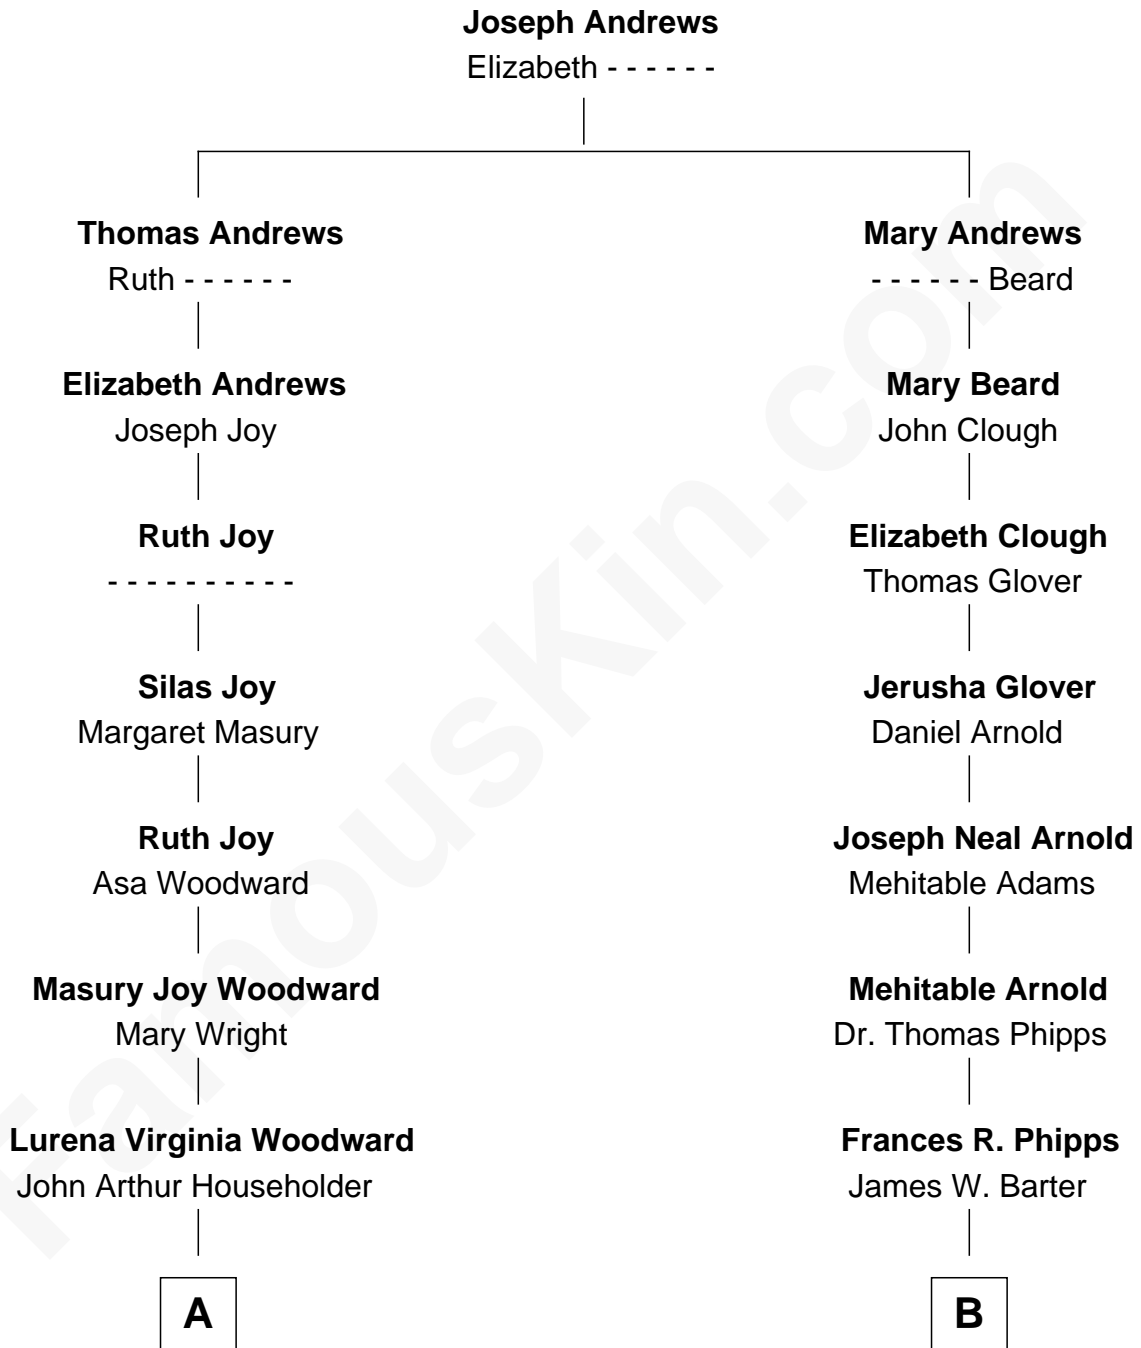 Joseph Andrews
Elizabeth - - - - - -
Thomas Andrews
Ruth - - - - - -
Elizabeth Andrews
Joseph Joy
Ruth Joy
- - - - - - - - - -
Silas Joy
Margaret Masury
Ruth Joy
Asa Woodward
Masury Joy Woodward
Mary Wright
Lurena Virginia Woodward
John Arthur Householder
A
Mary Andrews
- - - - - - Beard
Mary Beard
John Clough
Elizabeth Clough
Thomas Glover
Jerusha Glover
Daniel Arnold
Joseph Neal Arnold
Mehitable Adams
Mehitable Arnold
Dr. Thomas Phipps
Frances R. Phipps
James W. Barter
B
FamousKin.com